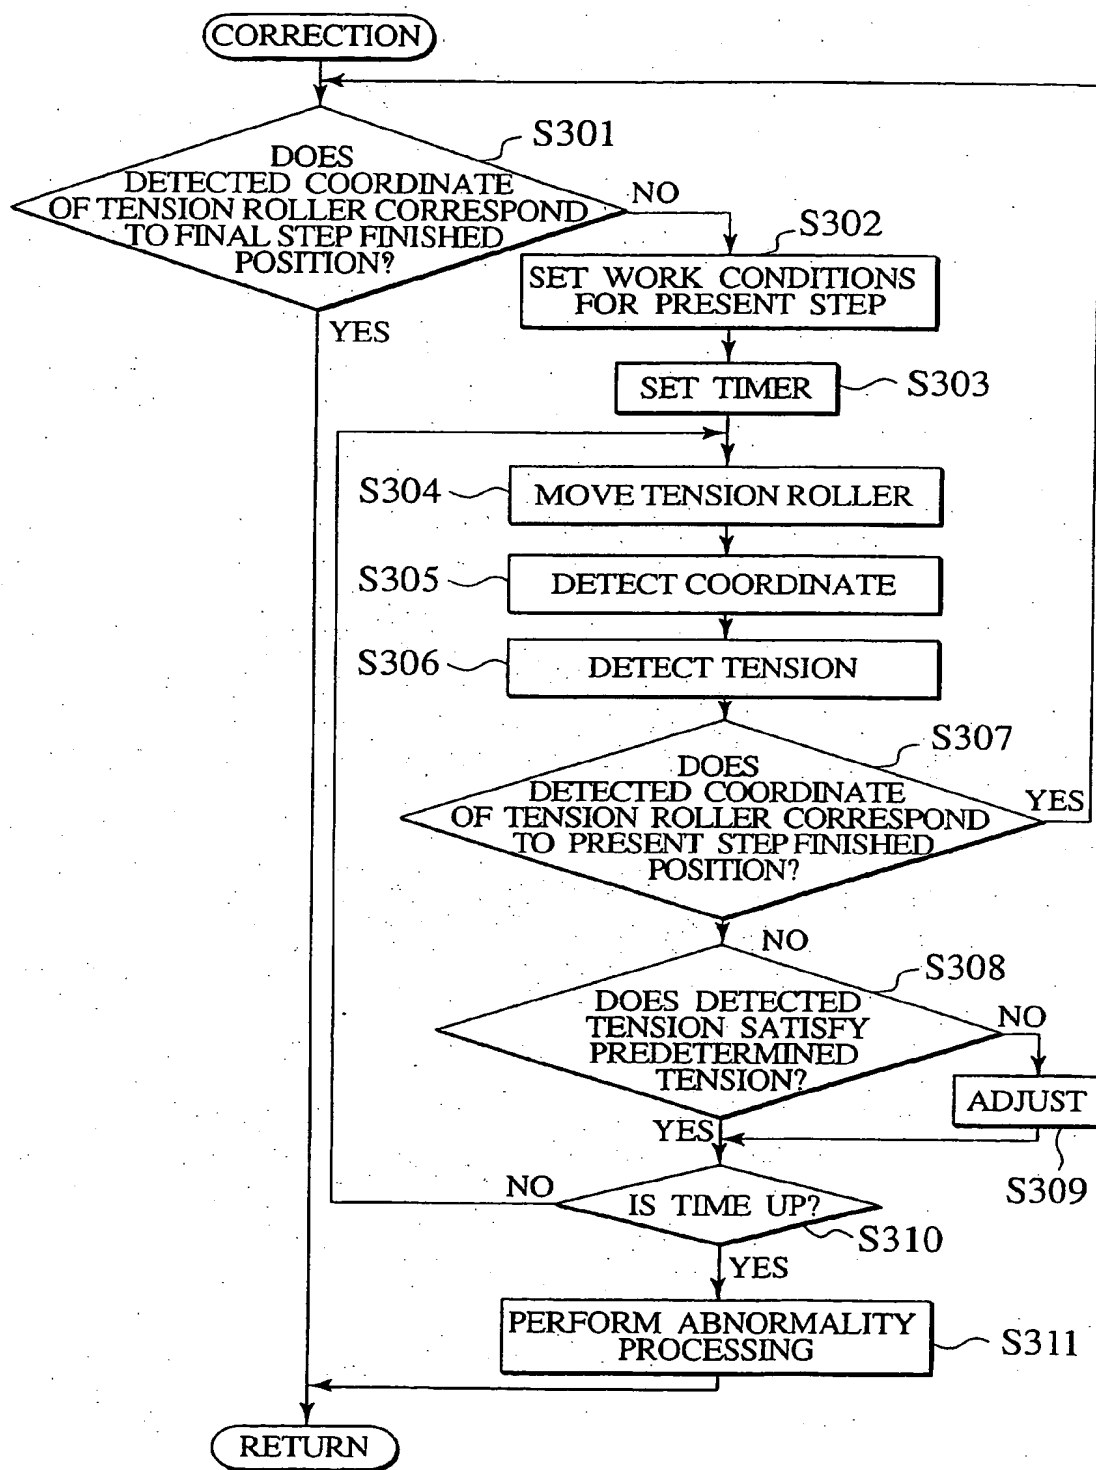 CORRECTION
S301
DOES
DETECTED COORDINATE
OF TENSION ROLLER CORRESPOND
TO FINAL STEP FINISHED
POSITION?
NO
YES
S302
SET WORK CONDITIONS
FOR PRESENT STEP
SET TIMER
S303
S304
MOVE TENSION ROLLER
S305
DETECT COORDINATE
S306
DETECT TENSION
S307
DOES
DETECTED COORDINATE
OF TENSION ROLLER CORRESPOND
TO PRESENT STEP FINISHED
POSITION?
YES
NO
S308
DOES DETECTED
TENSION SATISFY
PREDETERMINED
TENSION?
NO
ADJUST
S309
YES
NO
IS TIME UP?
S310
YES
PERFORM ABNORMALITY
PROCESSING
S311
RETURN